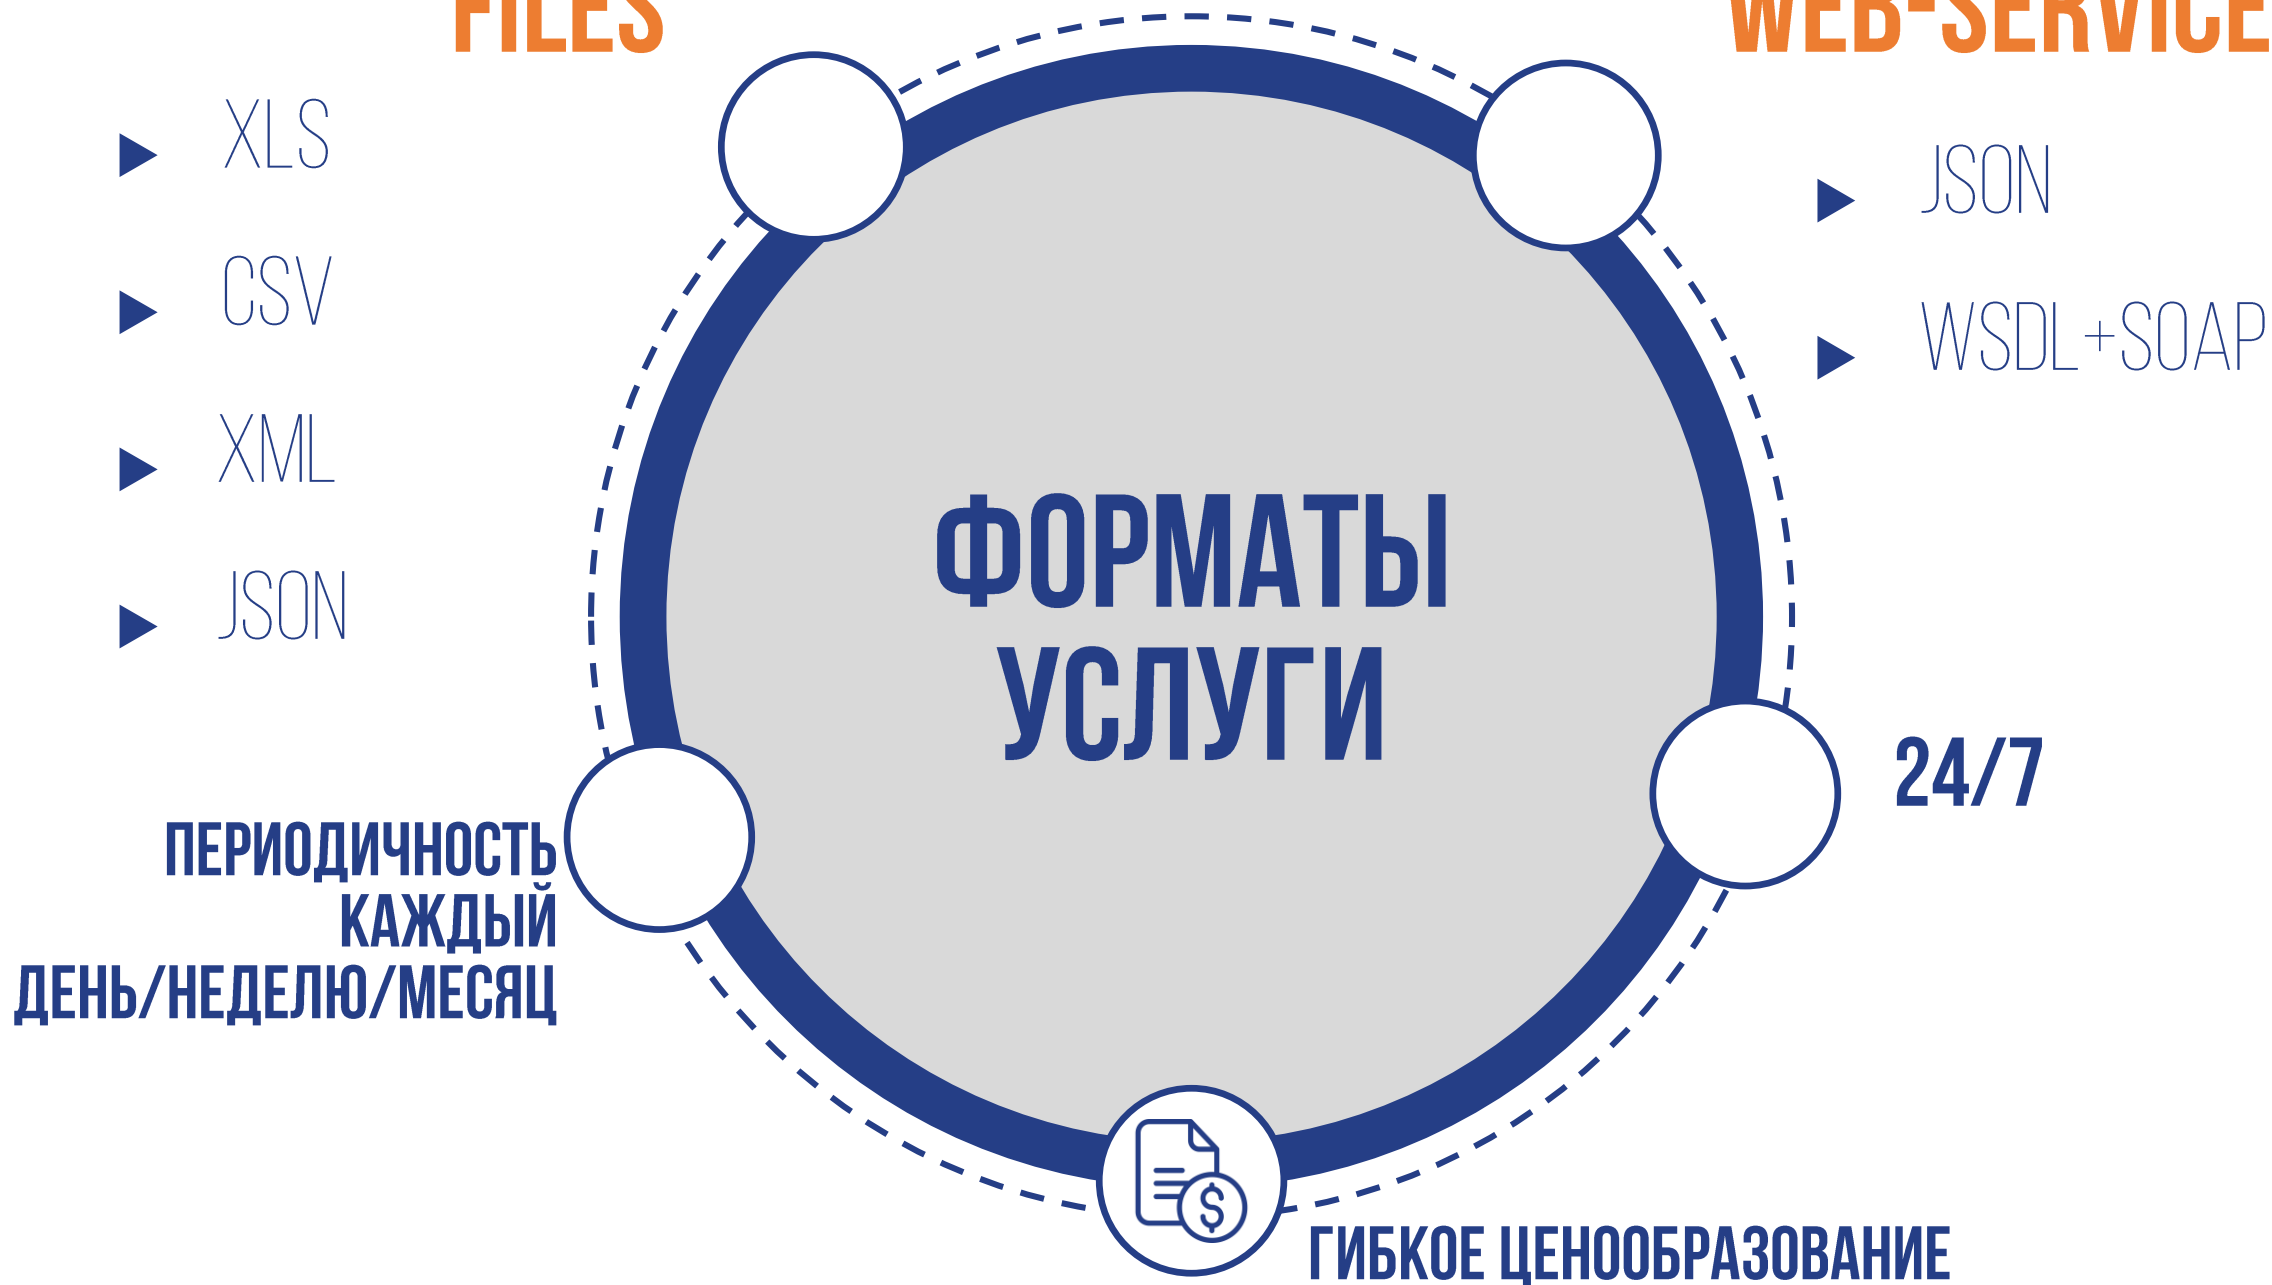 FILES
XLS
CSV
XML
JSON
WEB-SERVICE
JSON
WSDL+SOAP
ФОРМАТЫ
УСЛУГИ
24/7
ПЕРИОДИЧНОСТЬ
КАЖДЫЙ
ДЕНЬ/НЕДЕЛЮ/МЕСЯЦ
$
ГИБКОЕ ЦЕНООБРАЗОВАНИЕ